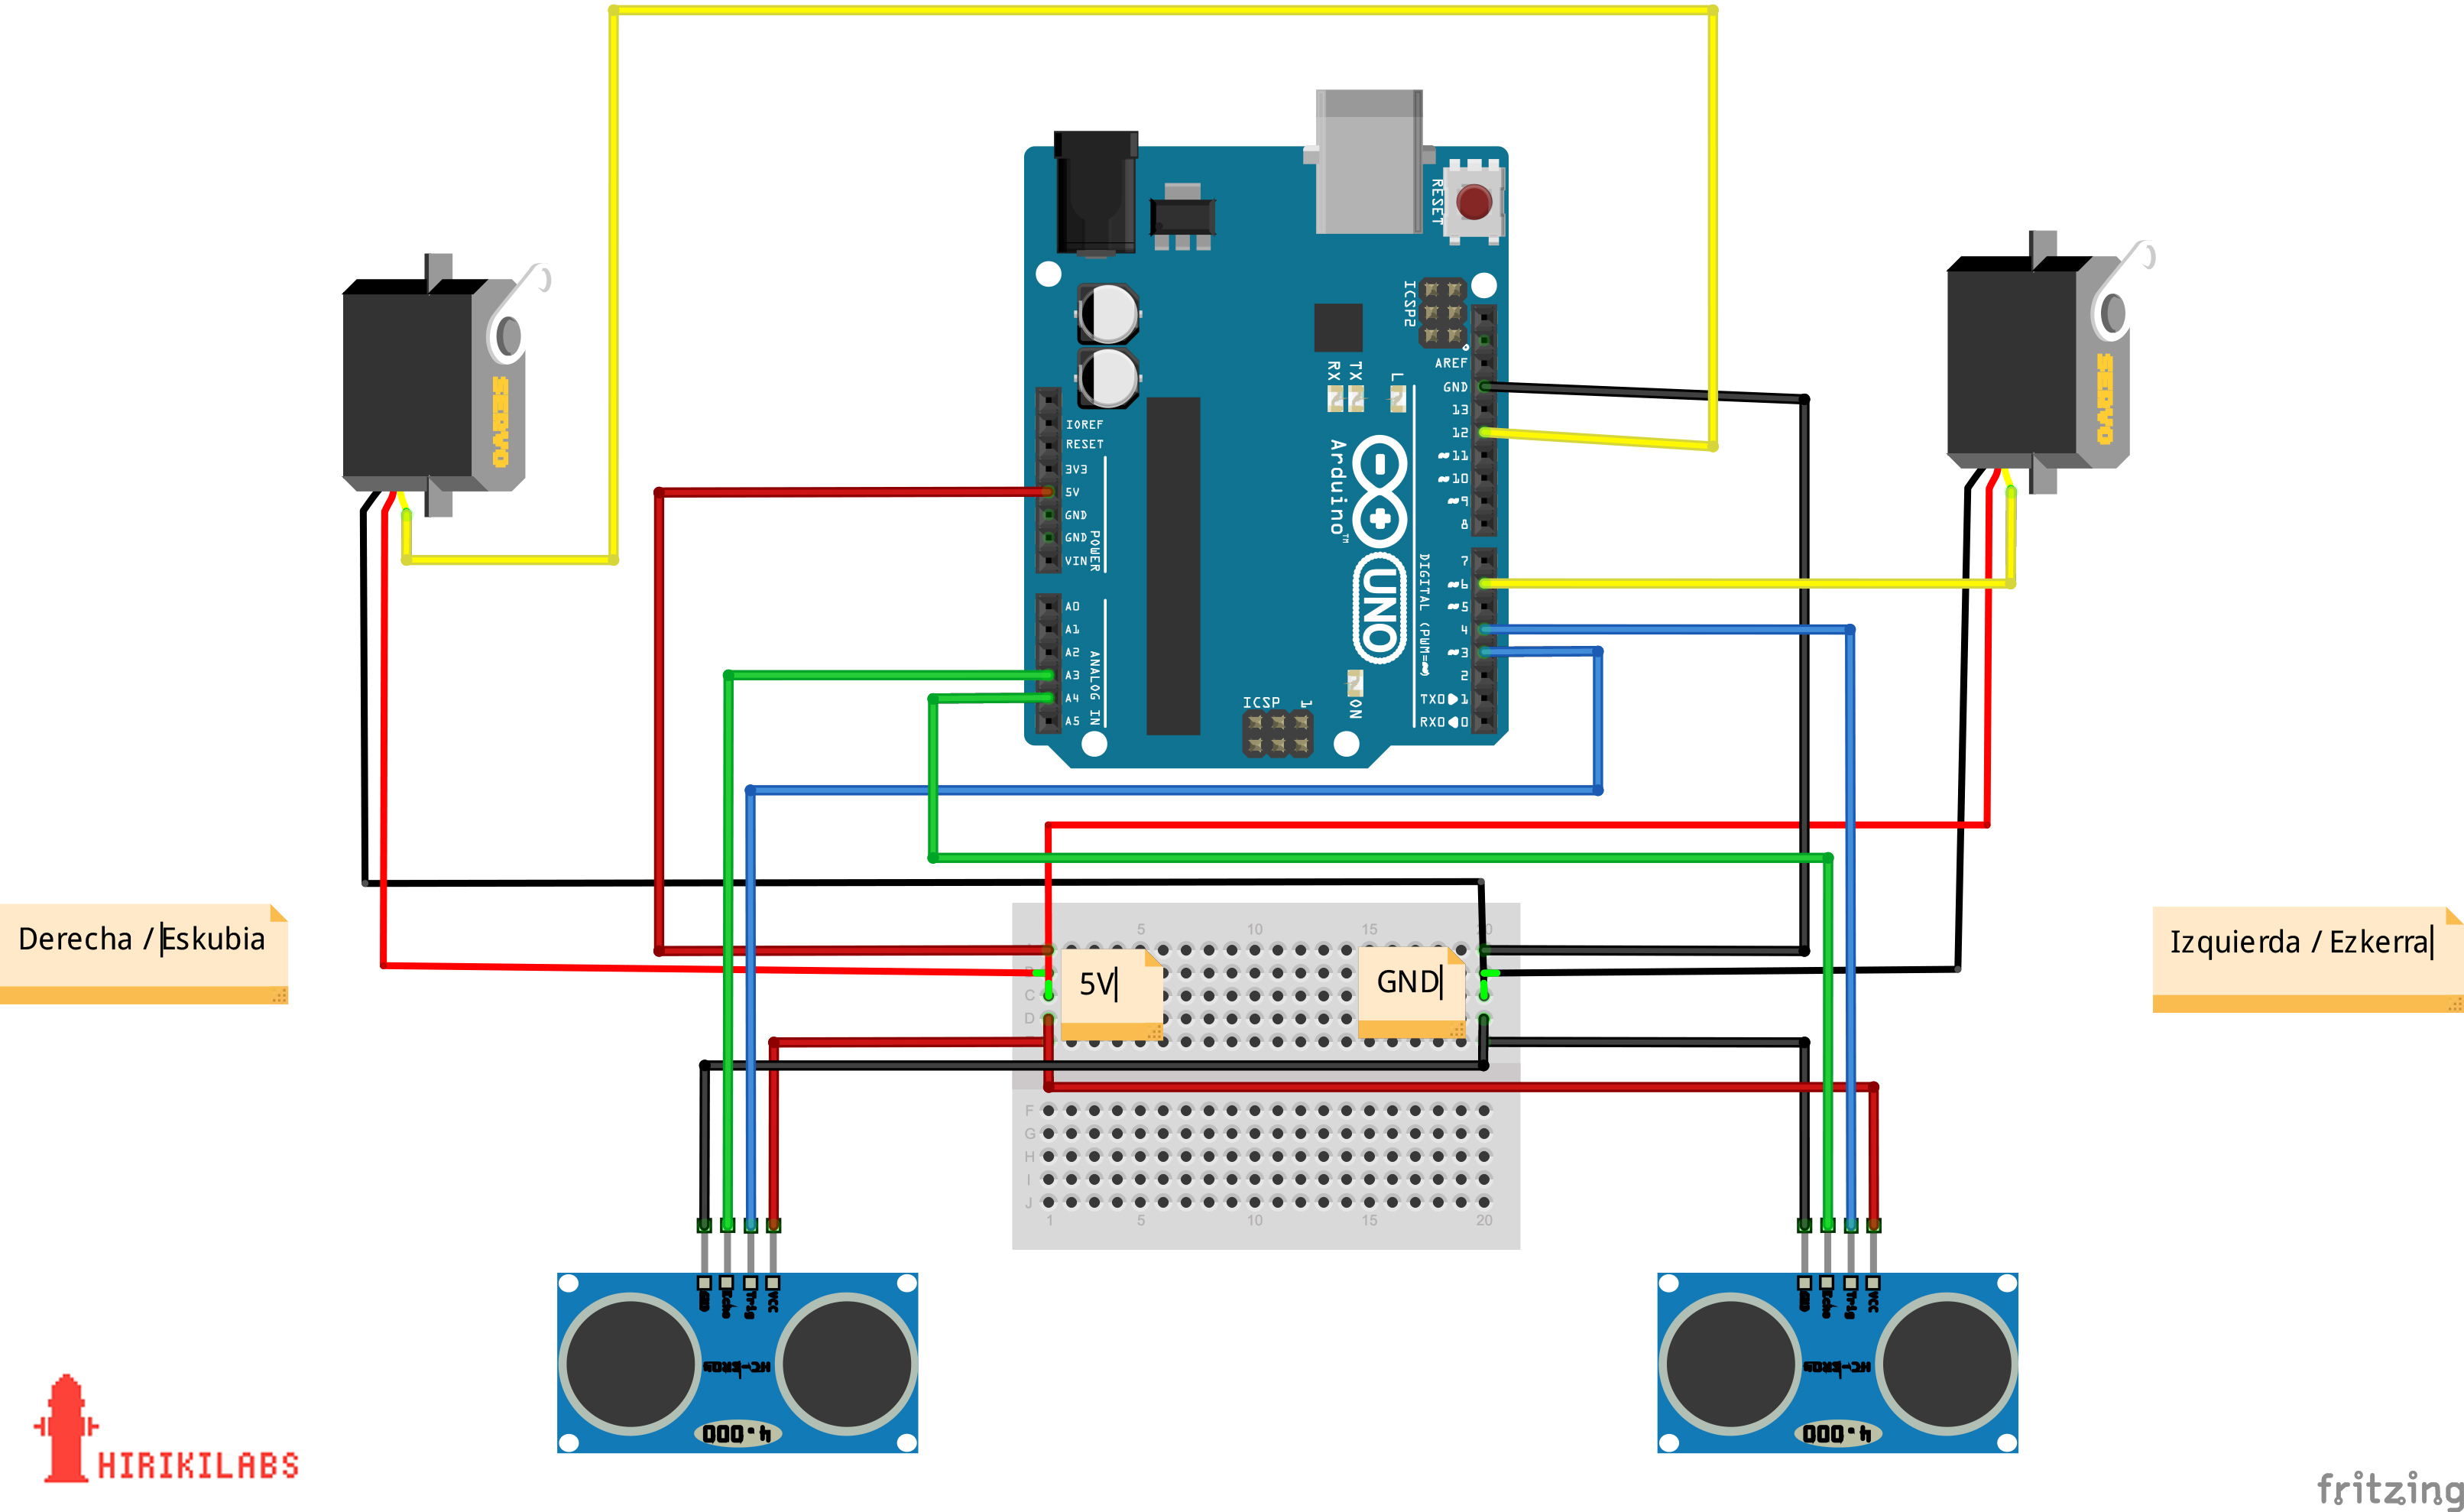 RESET
ICSP2
AREF
GND
13
12
~11
~10
~9
8
7
~6
~5
4
~3
2
TX0 1
RX0 0
RX
TX
L
IOREF
RESET
3V3
5V
GND
GND
VIN
POWER
A0
A1
A2
A3
A4
A5
ANALOG IN
Arduino™
UNO
DIGITAL (PWM=~)
ICSP
1
ON
SERVO
SERVO
Derecha / Eskubia
Izquierda / Ezkerra
5V
GND
5
10
15
20
C
D
F
G
H
I
J
1
5
10
15
20
GND
Echo
Trig
VCC
HC-SR04
4.000
GND
Echo
Trig
VCC
HC-SR04
4.000
HIRIKILABS
fritzing